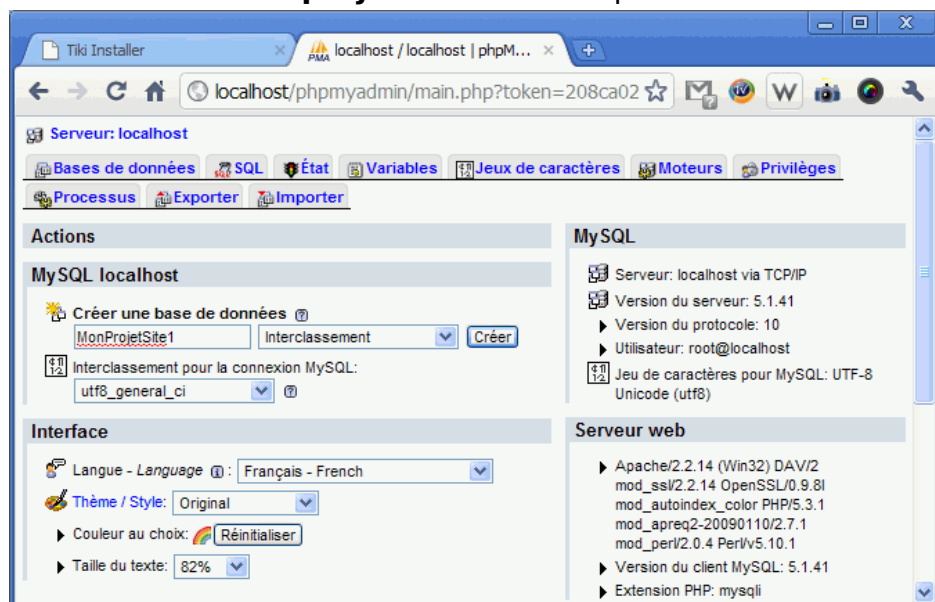 Tiki Installer
localhost / localhost | phpM...
localhost/phpmyadmin/main.php?token=208ca02
Serveur: localhost
Bases de données SQL État Variables Jeux de caractères Moteurs Privilèges
Processus Exporter Importer
Actions
MySQL localhost
Créer une base de données
MonProjetSite1 Interclassement Créer
Interclassement pour la connexion MySQL:
utf8_general_ci
Interface
Langue - Language : Français - French
Thème / Style: Original
Couleur au choix: Réinitialiser
Taille du texte: 82%
MySQL
Serveur: localhost via TCP/IP
Version du serveur: 5.1.41
Version du protocole: 10
Utilisateur: root@localhost
Jeu de caractères pour MySQL: UTF-8
Unicode (utf8)
Serveur web
Apache/2.2.14 (Win32) DAV/2
mod_ssl/2.2.14 OpenSSL/0.9.8l
mod_autoindex_color PHP/5.3.1
mod_apreq2-20090110/2.7.1
mod_perl/2.0.4 Perl/v5.10.1
Version du client MySQL: 5.1.41
Extension PHP: mysqli